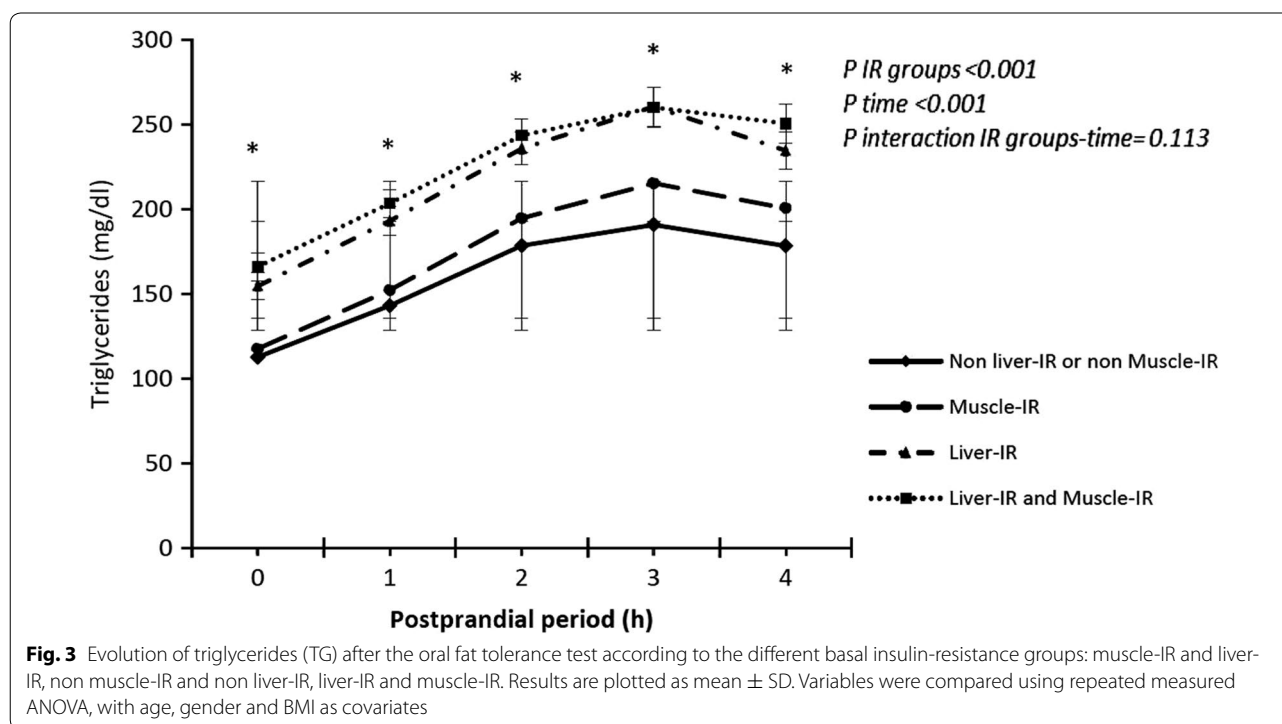 300
250
200
150
100
50
0
Triglycerides (mg/dl)
* * * * *
P IR groups <0.001
P time <0.001
P interaction IR groups-time= 0.113
Non liver-IR or non Muscle-IR
Muscle-IR
Liver-IR
Liver-IR and Muscle-IR
0 1 2 3 4
Postprandial period (h)
Fig. 3 Evolution of triglycerides (TG) after the oral fat tolerance test according to the different basal insulin-resistance groups: muscle-IR and liver-
IR, non muscle-IR and non liver-IR, liver-IR and muscle-IR. Results are plotted as mean ± SD. Variables were compared using repeated measured
ANOVA, with age, gender and BMI as covariates